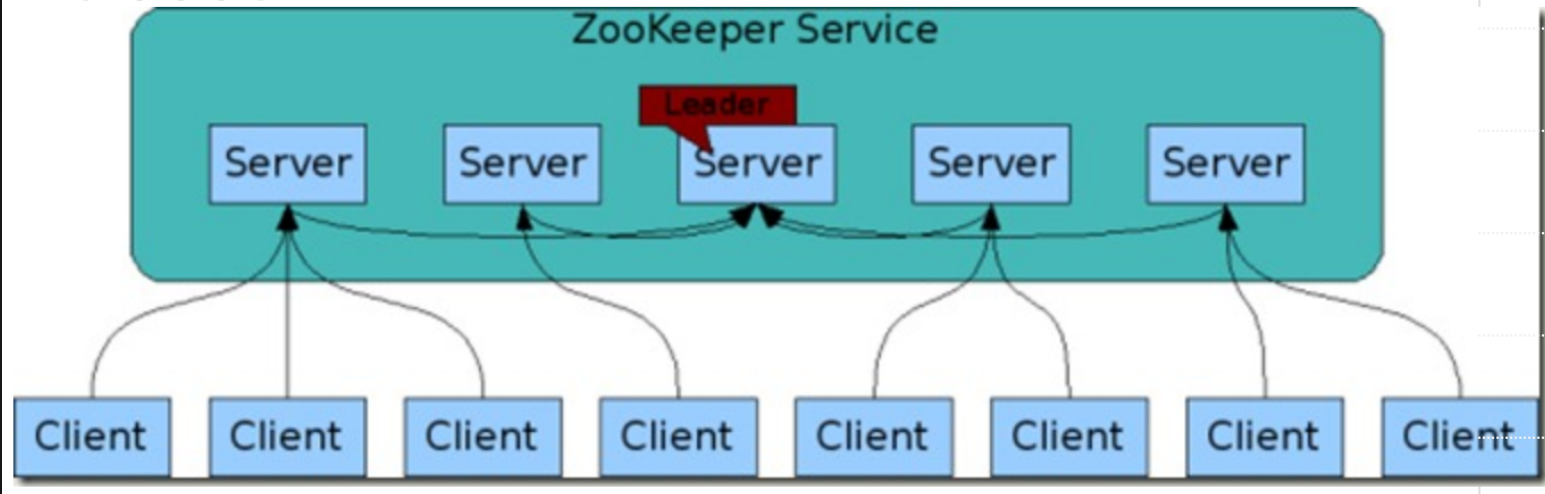 ZooKeeper Service
Leader
Server Server Server Server Server
Client Client Client Client Client Client Client Client